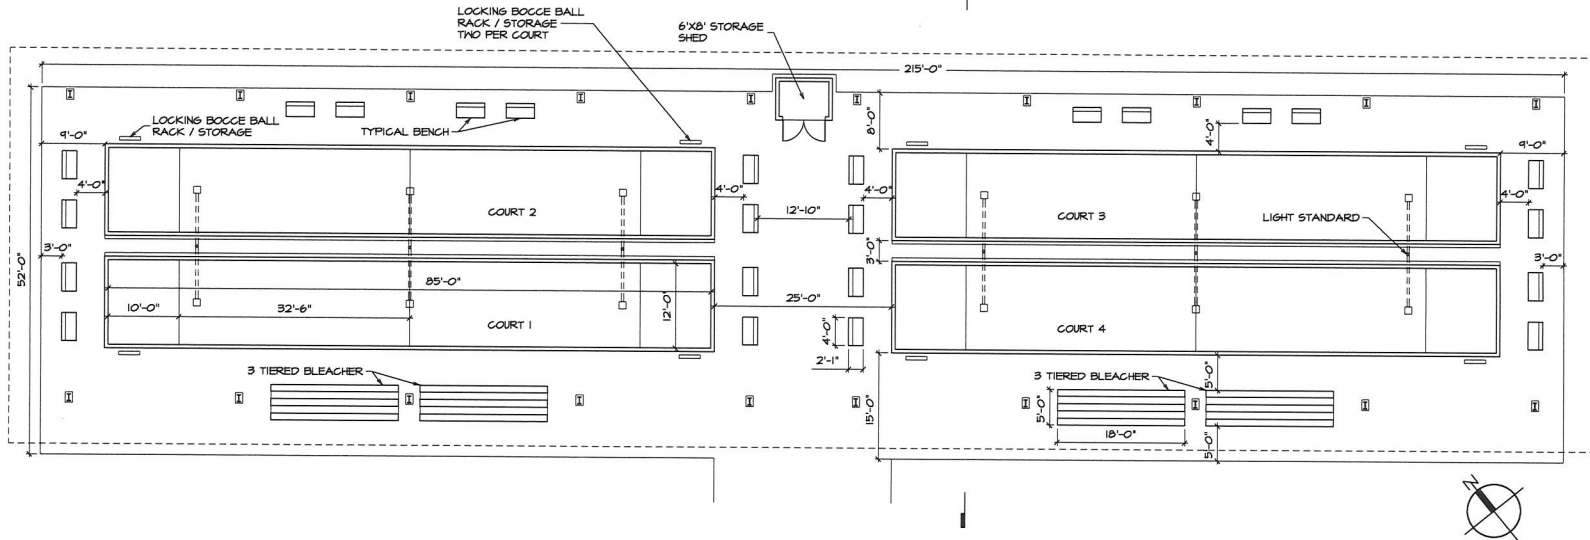 LOCKING BOCCE BALL
RACK / STORAGE
TWO PER COURT
6'X8' STORAGE
SHED
215'-0"
LOCKING BOCCE BALL
RACK / STORAGE
TYPICAL BENCH
9'-0"
8'-0"
4'-0"
9'-0"
4'-0"
4'-0"
4'-0"
4'-0"
COURT 2
12'-10"
COURT 3
LIGHT STANDARD
52'-0"
3'-0"
3'-0"
3'-0"
85'-0"
10'-0"
32'-6"
12'-0"
25'-0"
COURT 1
4'-0"
COURT 4
2'-1"
3 TIERED BLEACHER
3 TIERED BLEACHER
5'-0"
15'-0"
5'-0"
18'-0"
5'-0"
N